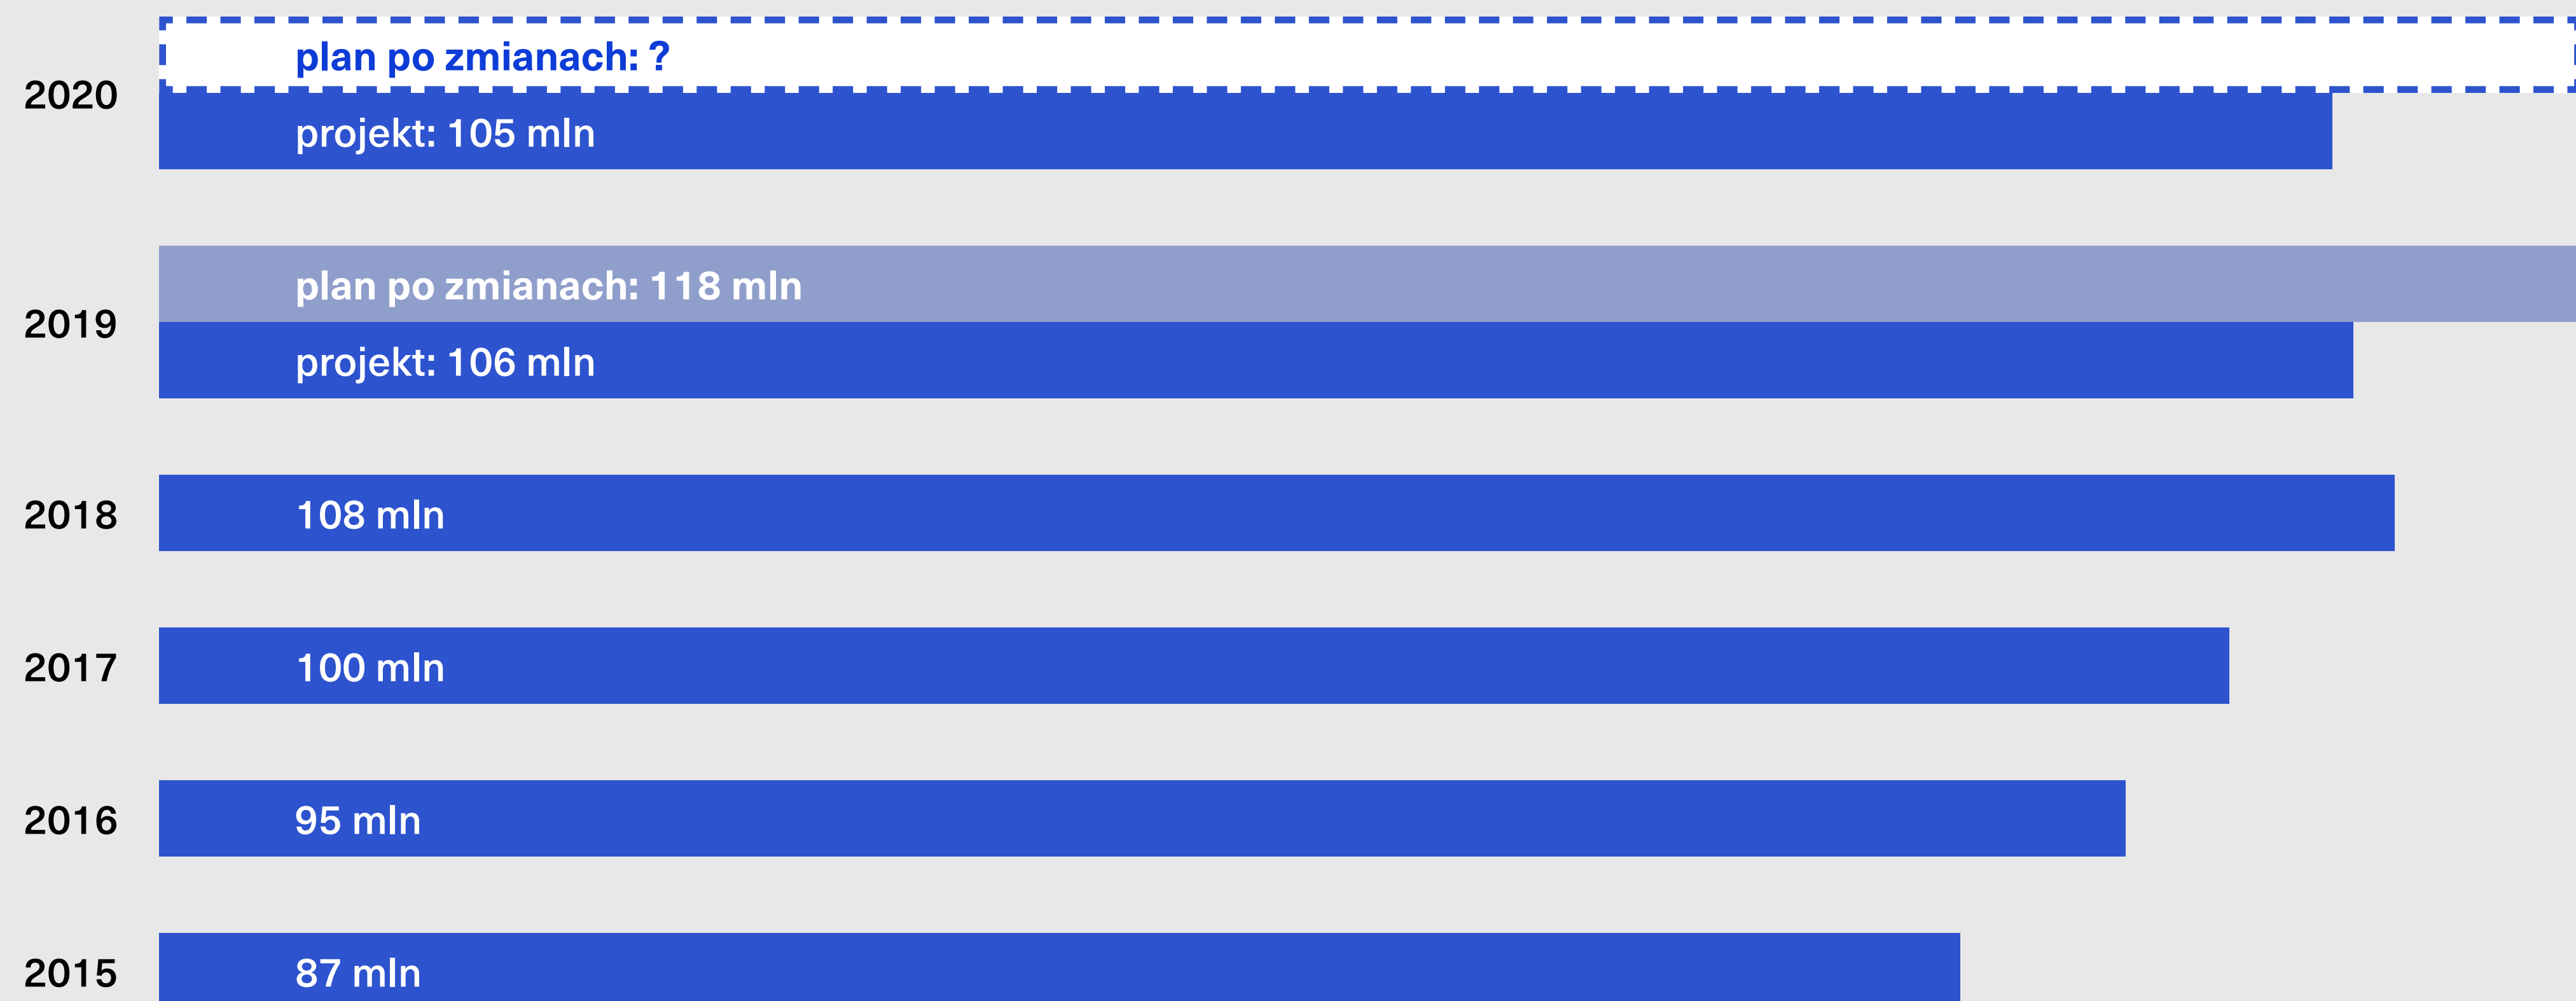 plan po zmianach: ?
2020
projekt: 105 mln
plan po zmianach: 118 mln
2019
projekt: 106 mln
2018
108 mln
2017
100 mln
2016
95 mln
2015
87 mln